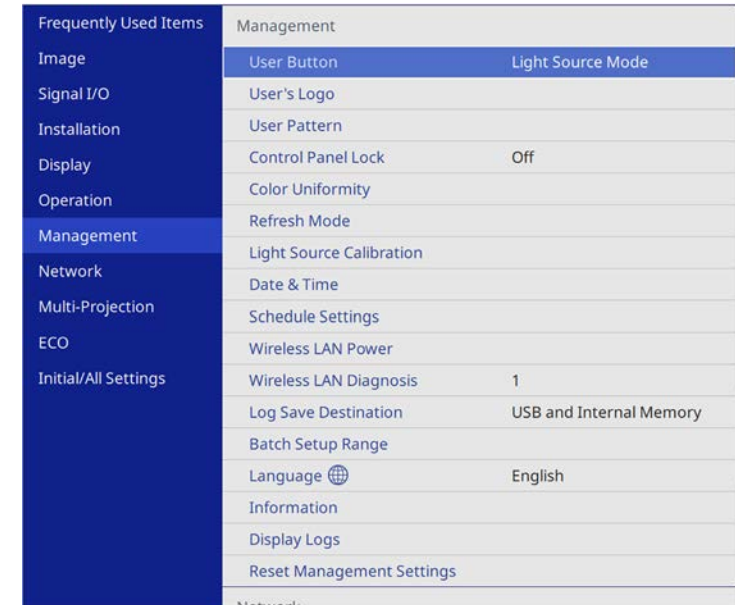 Frequently Used Items
Image
Signal I/O
Installation
Display
Operation
Management
Network
Multi-Projection
ECO
Initial/All Settings
Management
User Button Light Source Mode
User's Logo
User Pattern
Control Panel Lock Off
Color Uniformity
Refresh Mode
Light Source Calibration
Date & Time
Schedule Settings
Wireless LAN Power
Wireless LAN Diagnosis 1
Log Save Destination USB and Internal Memory
Batch Setup Range
Language English
Information
Display Logs
Reset Management Settings
Network